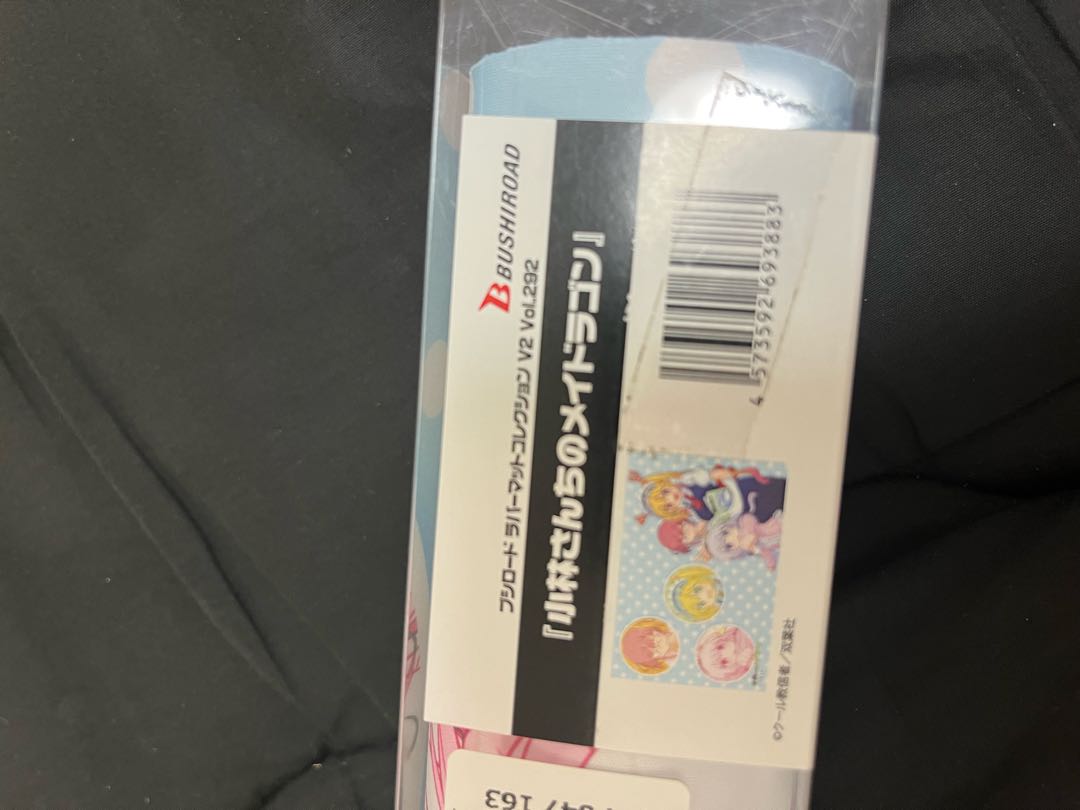 BUSHIROAD
ブシロード ラバーマットコレクション V2 Vol.292
『小林さんちのメイドラゴン』
4 573592 693883
©クール教信者／双葉社
163